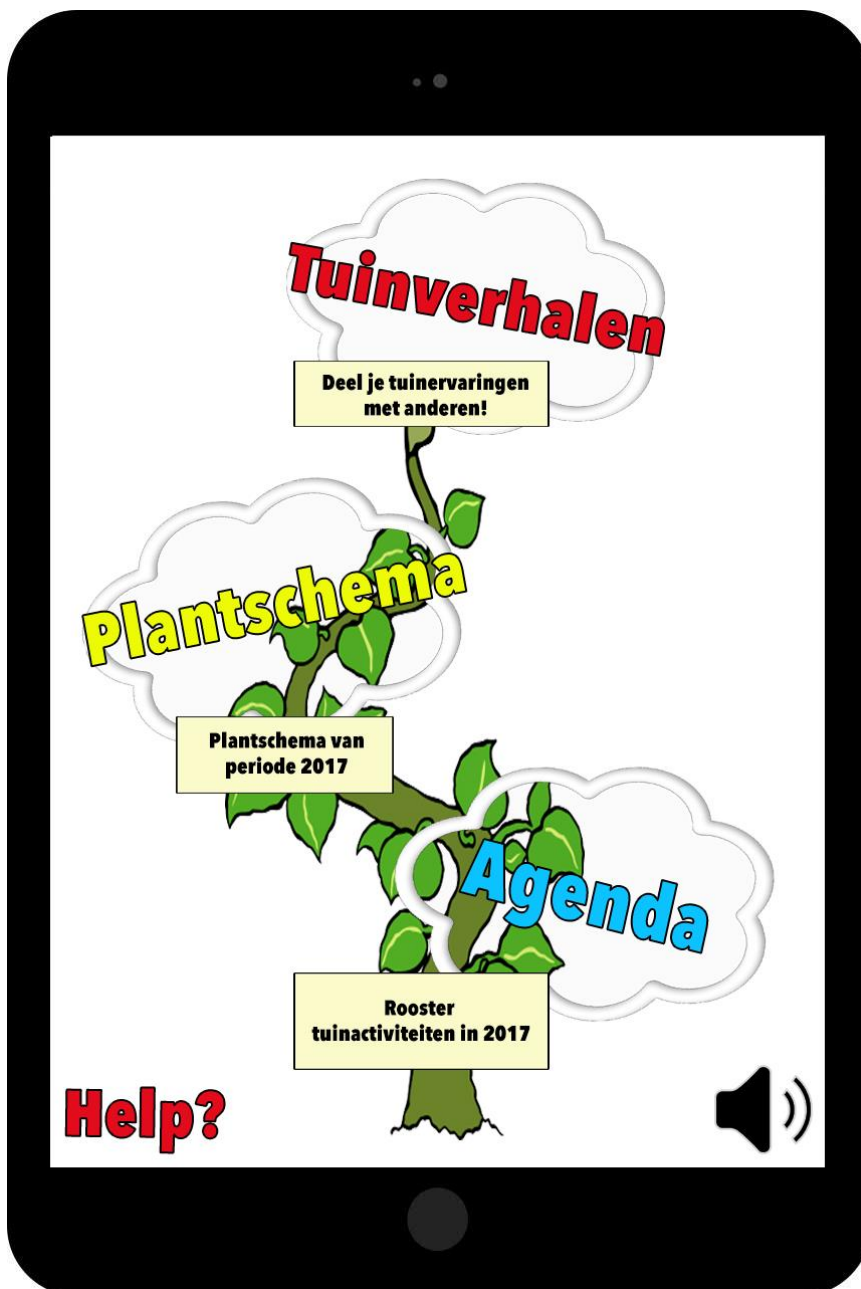 Tuinverhalen
Deel je tuinervaringen
met anderen!
Plantschema
Plantschema van
periode 2017
Agenda
Rooster
tuinactiviteiten in 2017
Help?